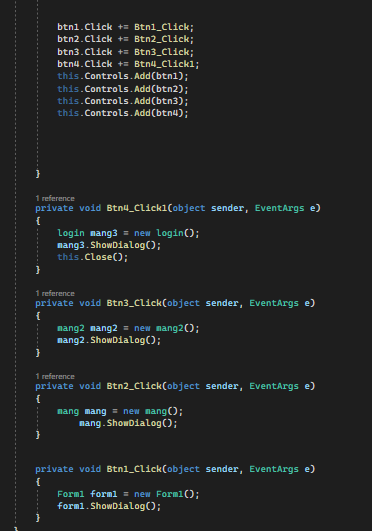 btn1.Click += Btn1_Click;
btn2.Click += Btn2_Click;
btn3.Click += Btn3_Click;
btn4.Click += Btn4_Click1;
this.Controls.Add(btn1);
this.Controls.Add(btn2);
this.Controls.Add(btn3);
this.Controls.Add(btn4);
}
1 reference
private void Btn4_Click1(object sender, EventArgs e)
{
login mang3 = new login();
mang3.ShowDialog();
this.Close();
}
1 reference
private void Btn3_Click(object sender, EventArgs e)
{
mang2 mang2 = new mang2();
mang2.ShowDialog();
}
1 reference
private void Btn2_Click(object sender, EventArgs e)
{
mang mang = new mang();
mang.ShowDialog();
}
private void Btn1_Click(object sender, EventArgs e)
{
Form1 form1 = new Form1();
form1.ShowDialog();
}
}